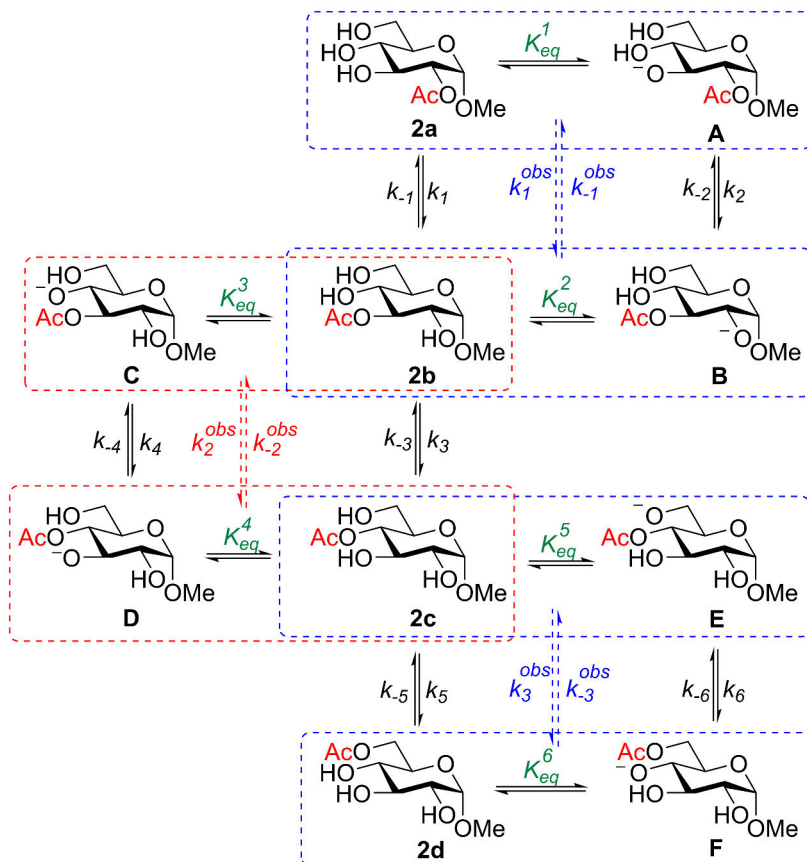 HO HO HO O AcO OMe
2a
K_eq^1
HO HO −O O AcO OMe
A
k_-1 k_1
k_1^obs k_-1^obs
k_-2 k_2
HO −O AcO O HO OMe
C
K_eq^3
HO HO AcO O HO OMe
2b
K_eq^2
HO HO AcO O −O OMe
B
k_-4 k_4
k_2^obs k_-2^obs
k_-3 k_3
HO AcO −O O HO OMe
D
K_eq^4
HO AcO HO O HO OMe
2c
K_eq^5
−O AcO HO O HO OMe
E
k_-5 k_5
k_3^obs k_-3^obs
k_-6 k_6
AcO HO HO O HO OMe
2d
K_eq^6
AcO −O HO O HO OMe
F